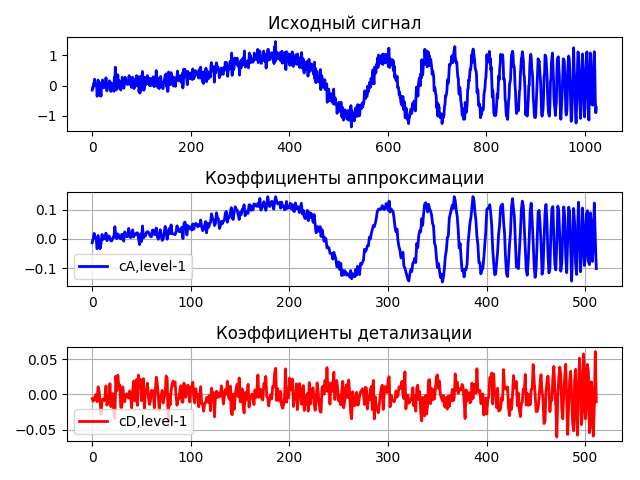 Исходный сигнал
1
0
−1
0 200 400 600 800 1000
Коэффициенты аппроксимации
0.1
0.0
−0.1
cA,level-1
0 100 200 300 400 500
Коэффициенты детализации
0.05
0.00
−0.05
cD,level-1
0 100 200 300 400 500